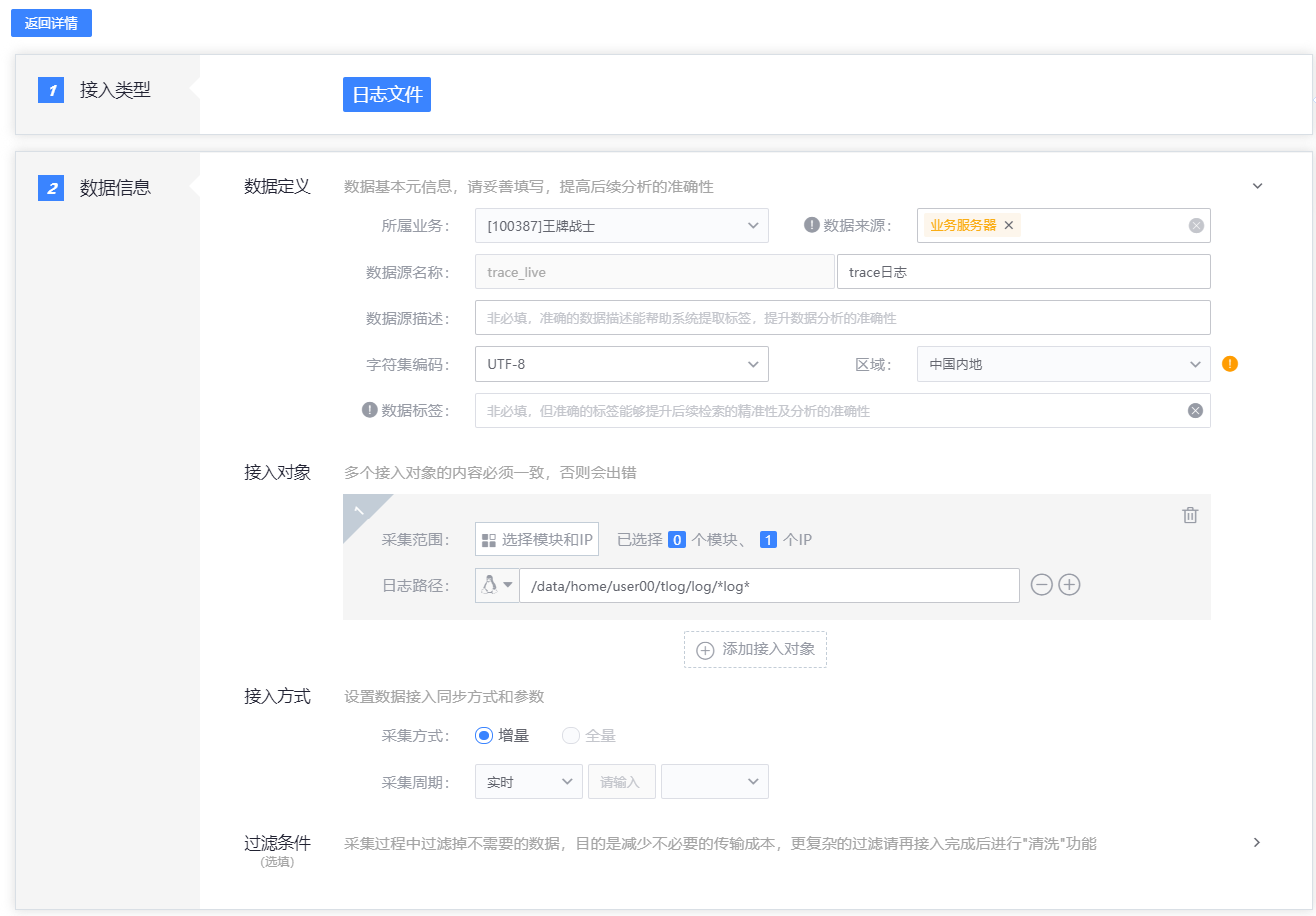 返回详情
1 接入类型
日志文件
2 数据信息
数据定义 数据基本元信息，请妥善填写，提高后续分析的准确性
所属业务： [100387]王牌战士 数据来源： 业务服务器
数据源名称： trace_live trace日志
数据源描述： 非必填，准确的数据描述能帮助系统提取标签，提升数据分析的准确性
字符集编码： UTF-8 区域： 中国内地
数据标签： 非必填，但准确的标签能够提升后续检索的精准性及分析的准确性
接入对象 多个接入对象的内容必须一致，否则会出错
采集范围： 选择模块和IP 已选择 0 个模块、 1 个IP
日志路径： /data/home/user00/tlog/log/*log*
添加接入对象
接入方式 设置数据接入同步方式和参数
采集方式： 增量 全量
采集周期： 实时 请输入
过滤条件 采集过程中过滤掉不需要的数据，目的是减少不必要的传输成本，更复杂的过滤请再接入完成后进行"清洗"功能
(选填)